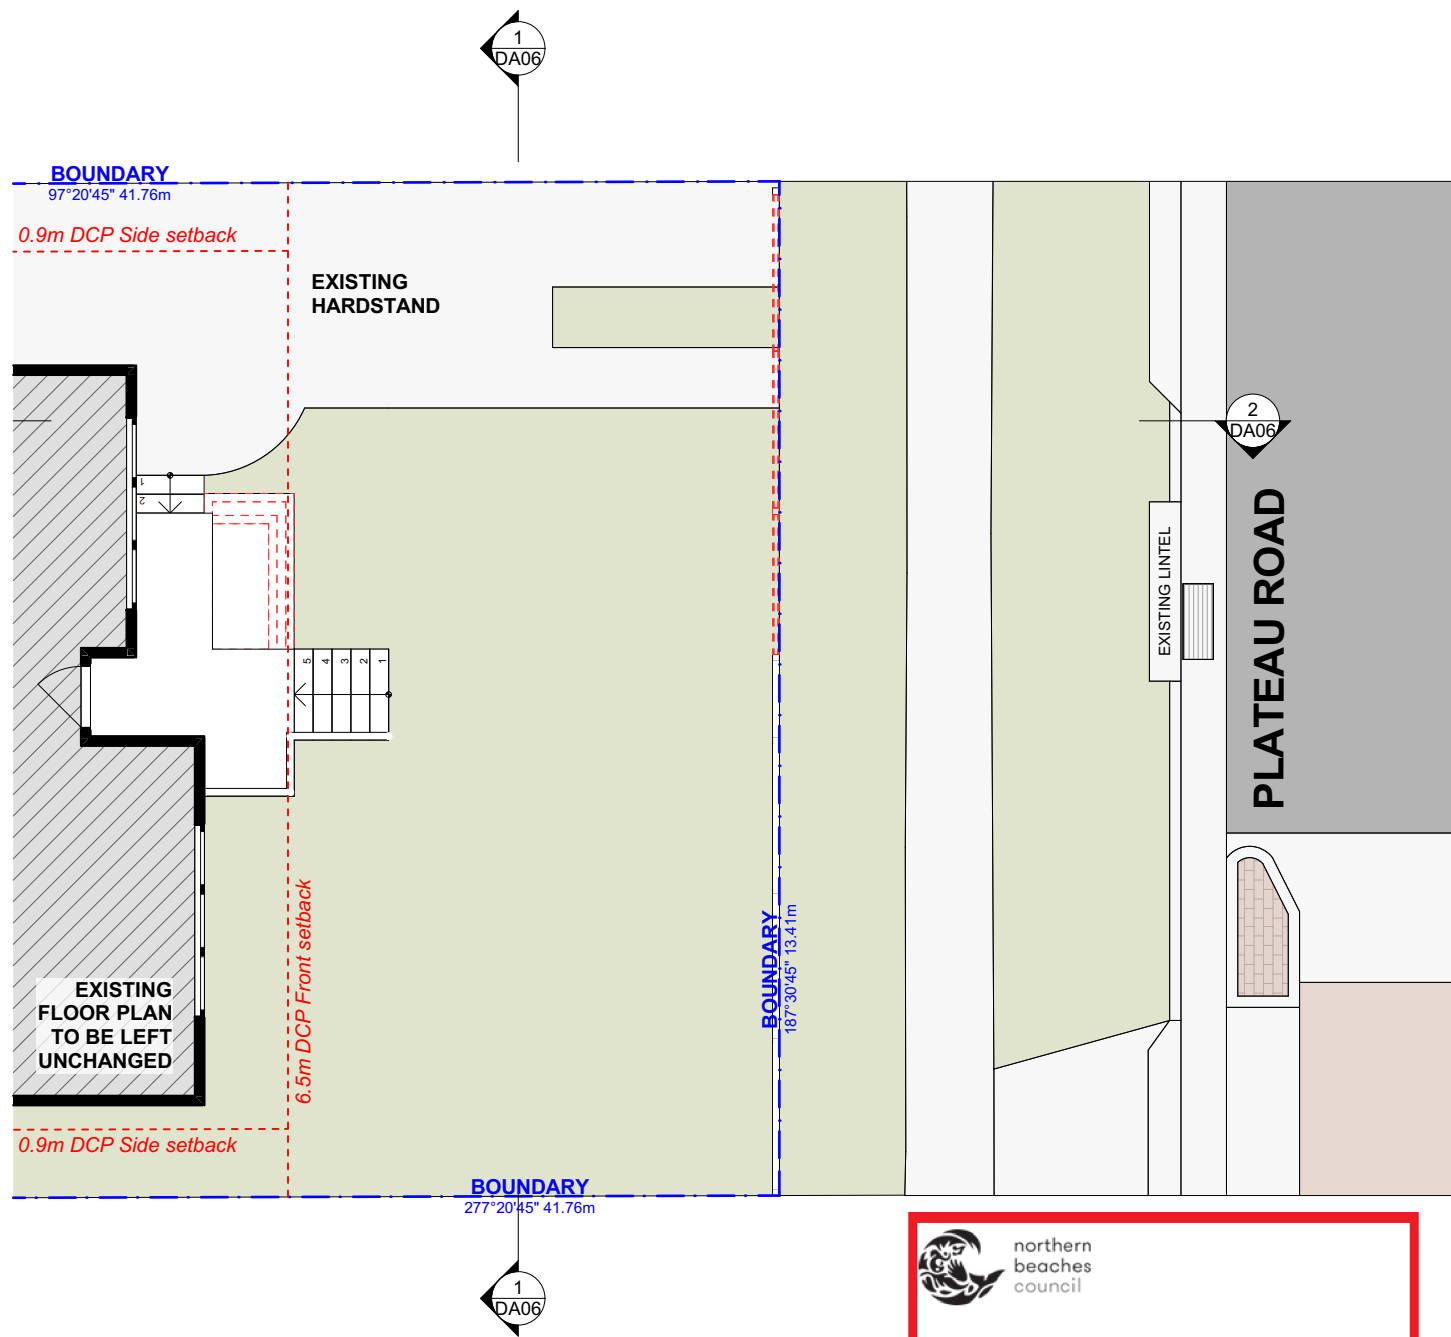 1
DA06
BOUNDARY
97°20'45" 41.76m
0.9m DCP Side setback
EXISTING
HARDSTAND
2
DA06
1
2
EXISTING LINTEL
PLATEAU ROAD
5
4
3
2
1
6.5m DCP Front setback
BOUNDARY
187°30'45" 13.41m
EXISTING
FLOOR PLAN
TO BE LEFT
UNCHANGED
0.9m DCP Side setback
BOUNDARY
277°20'45" 41.76m
1
DA06
northern
beaches
council